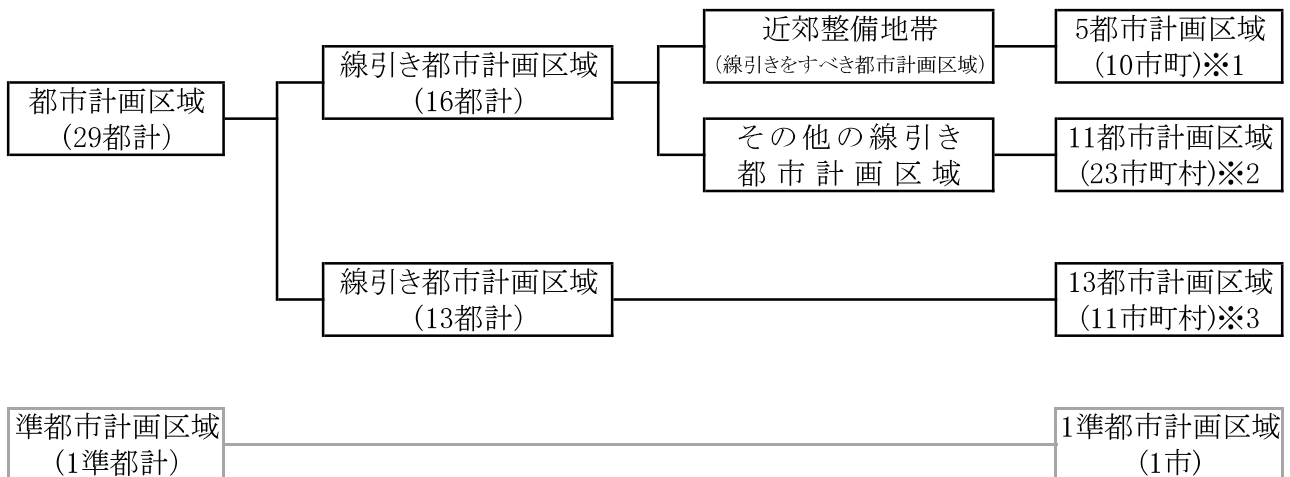 都市計画区域
(29都計)
線引き都市計画区域
(16都計)
近郊整備地帯
(線引きをすべき都市計画区域)
5都市計画区域
(10市町)※1
その他の線引き
都市計画区域
11都市計画区域
(23市町村)※2
線引き都市計画区域
(13都計)
13都市計画区域
(11市町村)※3
準都市計画区域
(1準都計)
1準都市計画区域
(1市)